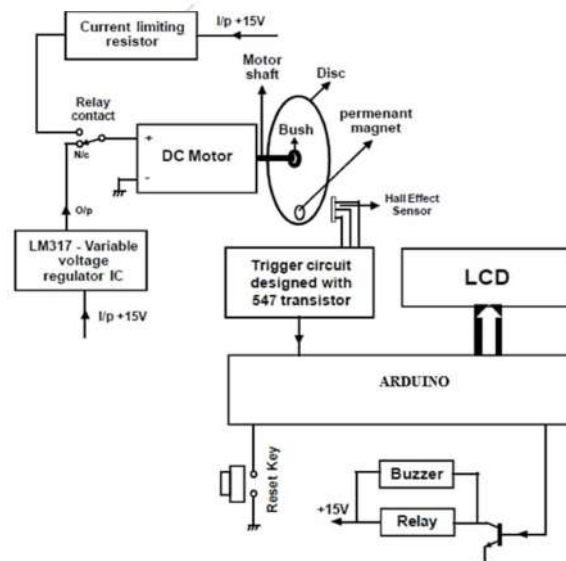 Current limiting
resistor
I/p +15V
Motor
shaft
Disc
Relay
contact
permenant
magnet
Bush
+
DC Motor
N/c
-
Hall Effect
Sensor
O/p
LM317 - Variable
voltage
regulator IC
Trigger circuit
designed with
547 transistor
LCD
I/p +15V
ARDUINO
Reset Key
Buzzer
+15V
Relay